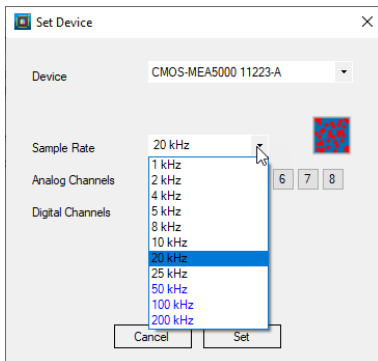 Set Device
Device CMOS-MEA5000 11223-A
Sample Rate 20 kHz
1 kHz
2 kHz
Analog Channels 4 kHz 6 7 8
5 kHz
Digital Channels 8 kHz
10 kHz
20 kHz
25 kHz
50 kHz
100 kHz
200 kHz
Cancel Set